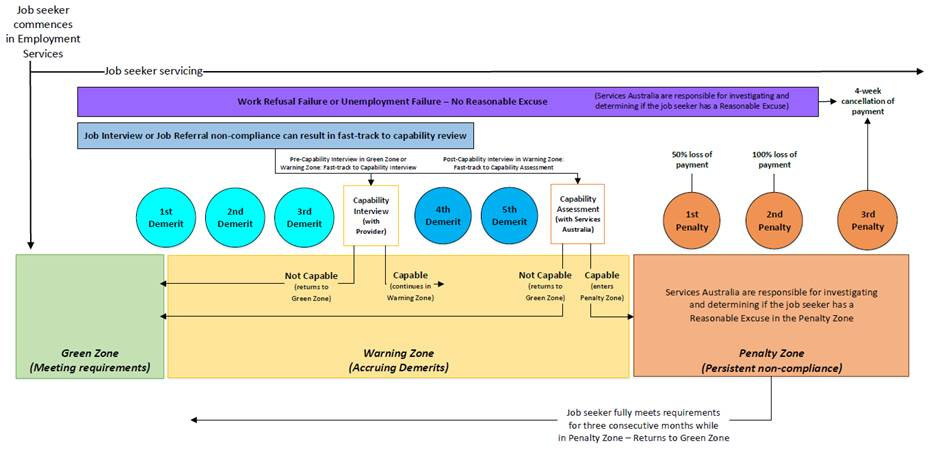 Job seeker
commences
in Employment
Services
Job seeker servicing
Work Refusal Failure or Unemployment Failure – No Reasonable Excuse
(Services Australia are responsible for investigating and
determining if the job seeker has a Reasonable Excuse)
4-week
cancellation of
payment
Job Interview or Job Referral non-compliance can result in fast-track to capability review
Pre-Capability Interview in Green Zone or
Warning Zone: Fast-track to Capability Interview
Post-Capability Interview in Warning Zone:
Fast-track to Capability Assessment
50% loss of
payment
100% loss of
payment
1st
Demerit
2nd
Demerit
3rd
Demerit
Capability
Interview
(with
Provider)
4th
Demerit
5th
Demerit
Capability
Assessment
(with Services
Australia)
1st
Penalty
2nd
Penalty
3rd
Penalty
Not Capable
(returns to
Green Zone)
Capable
(continues in
Warning Zone)
Not Capable
(returns to
Green Zone)
Capable
(enters
Penalty Zone)
Services Australia are responsible for investigating
and determining if the job seeker has a
Reasonable Excuse in the Penalty Zone
Green Zone
(Meeting requirements)
Warning Zone
(Accruing Demerits)
Penalty Zone
(Persistent non-compliance)
Job seeker fully meets requirements
for three consecutive months while
in Penalty Zone – Returns to Green Zone